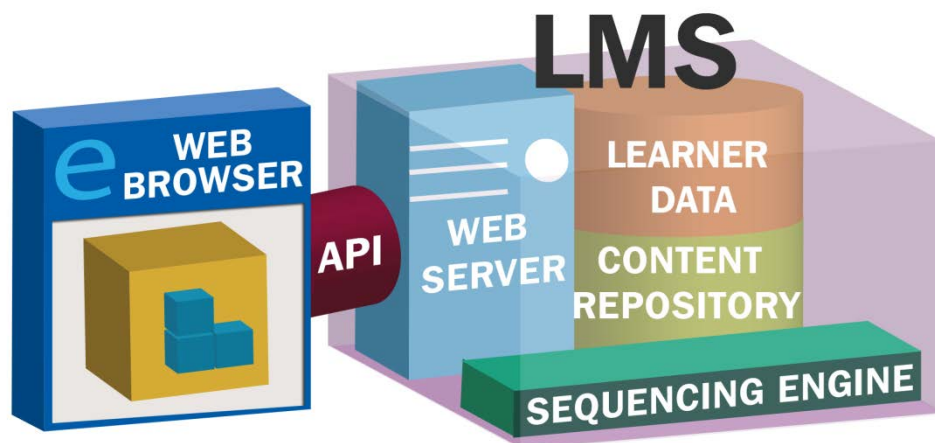 LMS
e WEB
BROWSER
API
WEB
SERVER
LEARNER
DATA
CONTENT
REPOSITORY
SEQUENCING ENGINE